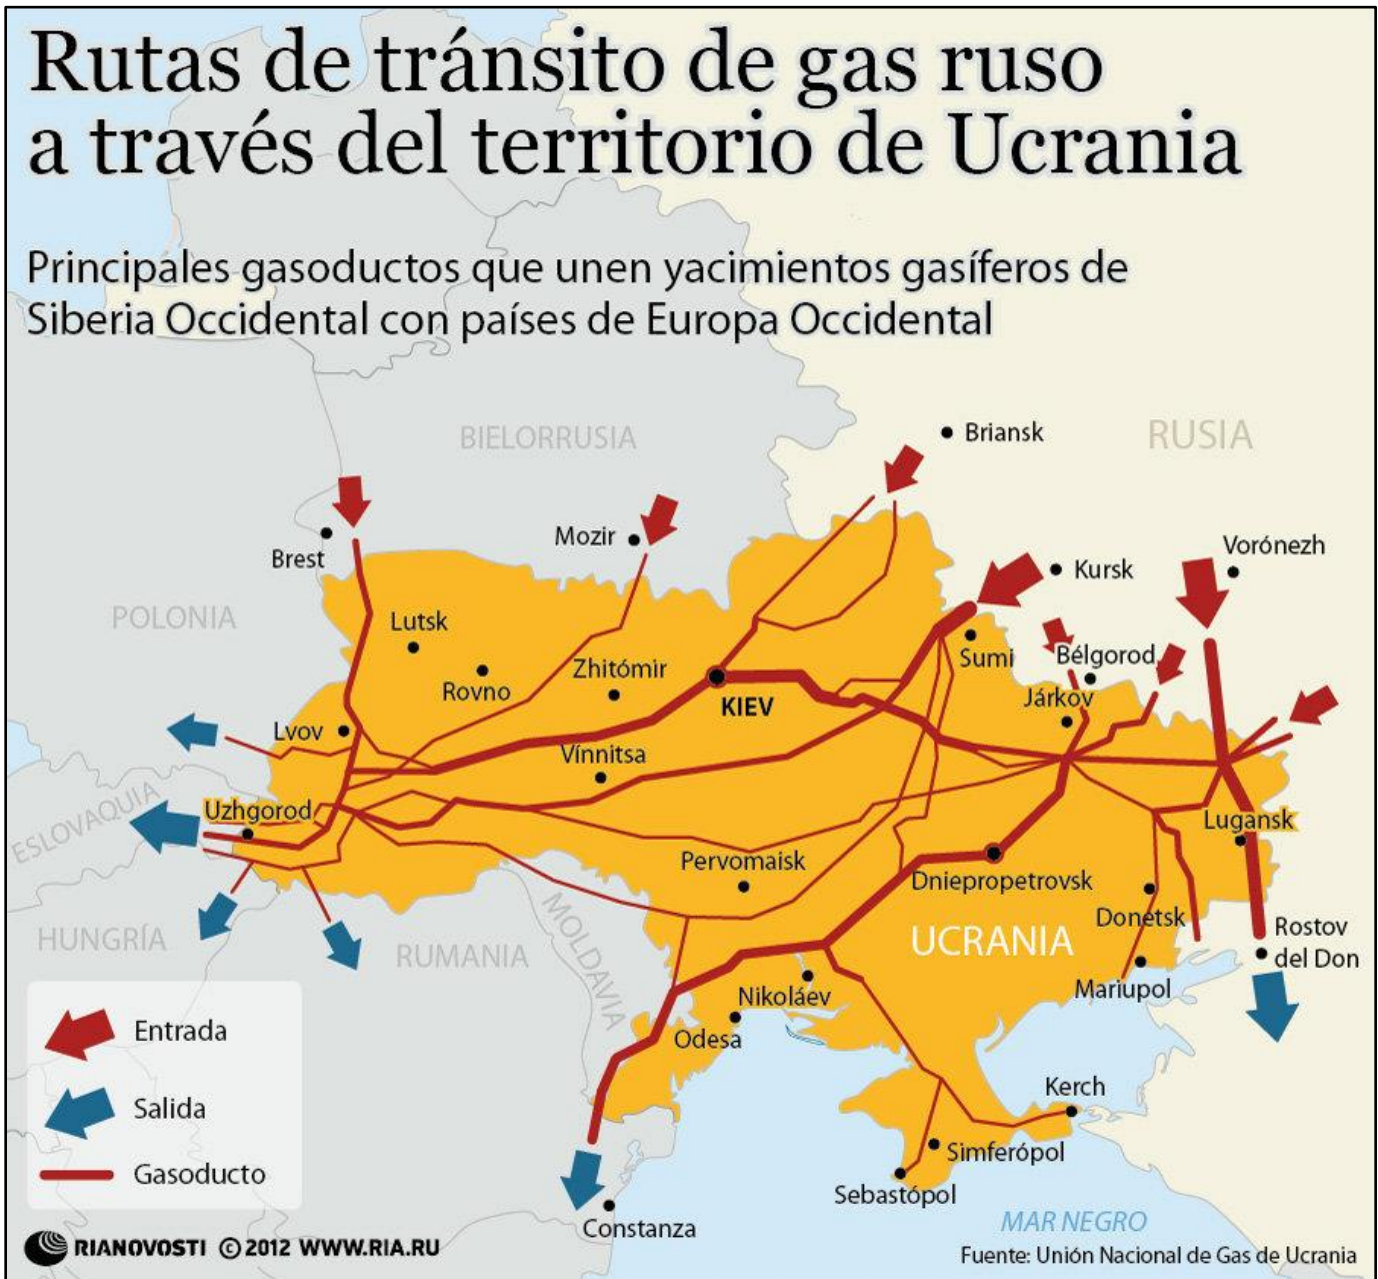 Rutas de tránsito de gas ruso
a través del territorio de Ucrania
Principales gasoductos que unen yacimientos gasíferos de
Siberia Occidental con países de Europa Occidental
BIELORRUSIA
Briansk
RUSIA
Brest
Mozir
Kursk
Vorónezh
POLONIA
Lutsk
Rovno
Zhitómir
KIEV
Sumi
Bélgorod
Járkov
Lvov
Vínnitsa
ESLOVAQUIA
Uzhgorod
Lugansk
Pervomaisk
Dniepropetrovsk
Donetsk
HUNGRÍA
RUMANIA
MOLDAVIA
UCRANIA
Rostov
del Don
Mariupol
Nikoláev
Odesa
Entrada
Salida
Gasoducto
Kerch
Simferópol
Sebastópol
Constanza
MAR NEGRO
RIANOVOSTI © 2012 WWW.RIA.RU
Fuente: Unión Nacional de Gas de Ucrania